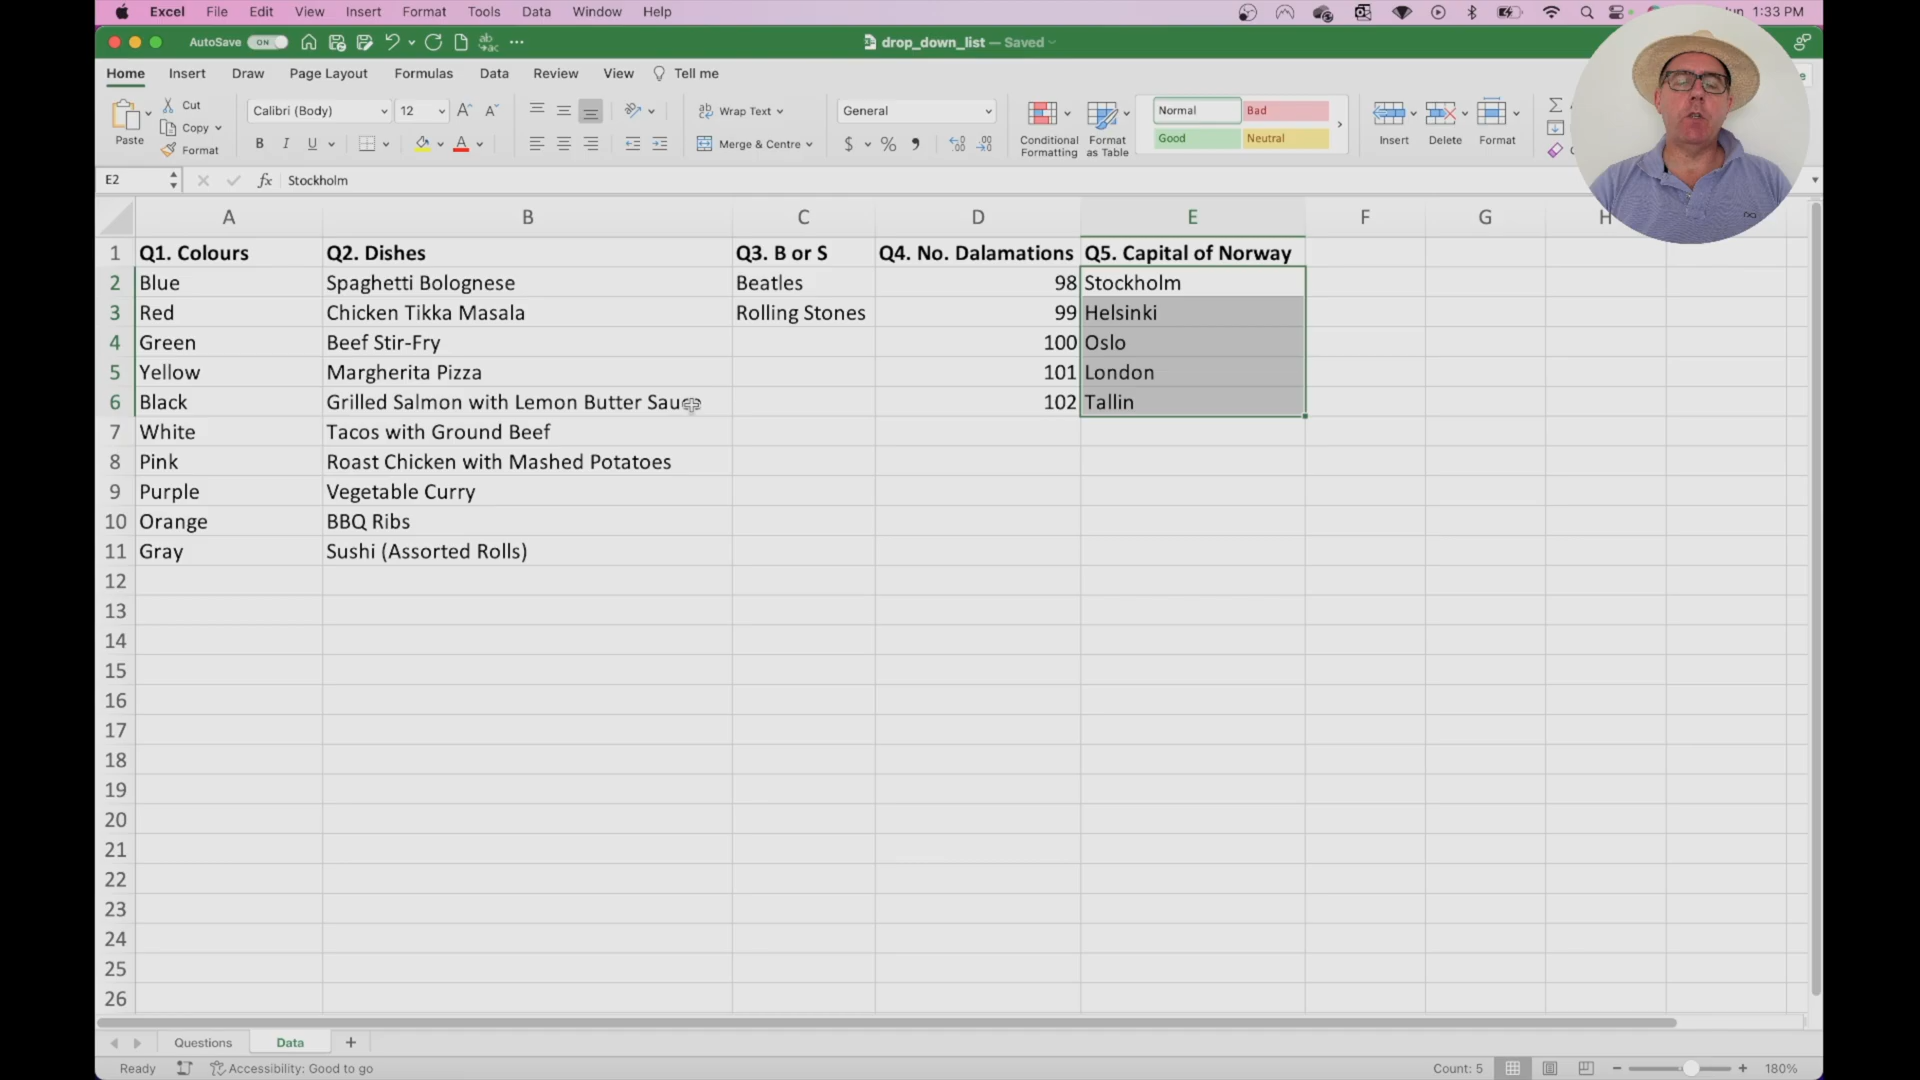 Excel File Edit View Insert Format Tools Data Window Help
1:33 PM
AutoSave ON
drop_down_list — Saved
Home Insert Draw Page Layout Formulas Data Review View Tell me
Paste
Cut
Copy
Format
Calibri (Body) 12
B I U
Wrap Text
Merge & Centre
General
$ % ,
Conditional Formatting
Format as Table
Normal Bad
Good Neutral
Insert Delete Format
E2 fx Stockholm
A B C D E F G H
1 Q1. Colours Q2. Dishes Q3. B or S Q4. No. Dalamations Q5. Capital of Norway
2 Blue Spaghetti Bolognese Beatles 98 Stockholm
3 Red Chicken Tikka Masala Rolling Stones 99 Helsinki
4 Green Beef Stir-Fry 100 Oslo
5 Yellow Margherita Pizza 101 London
6 Black Grilled Salmon with Lemon Butter Sauce 102 Tallin
7 White Tacos with Ground Beef
8 Pink Roast Chicken with Mashed Potatoes
9 Purple Vegetable Curry
10 Orange BBQ Ribs
11 Gray Sushi (Assorted Rolls)
12
13
14
15
16
17
18
19
20
21
22
23
24
25
26
Questions Data +
Ready Accessibility: Good to go Count: 5 180%